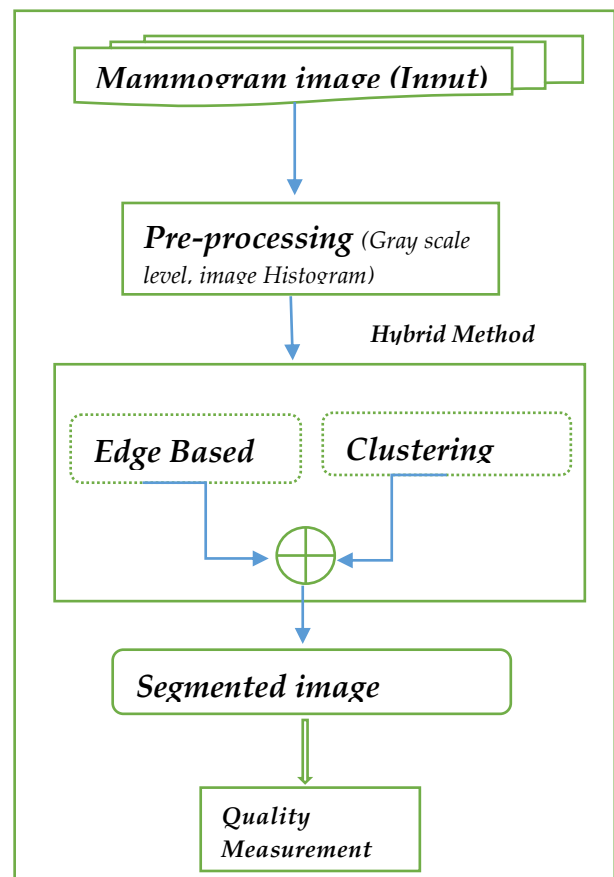 Mammogram image (Input)
Pre-processing (Gray scale
level, image Histogram)
Hybrid Method
Edge Based
Clustering
Segmented image
Quality
Measurement